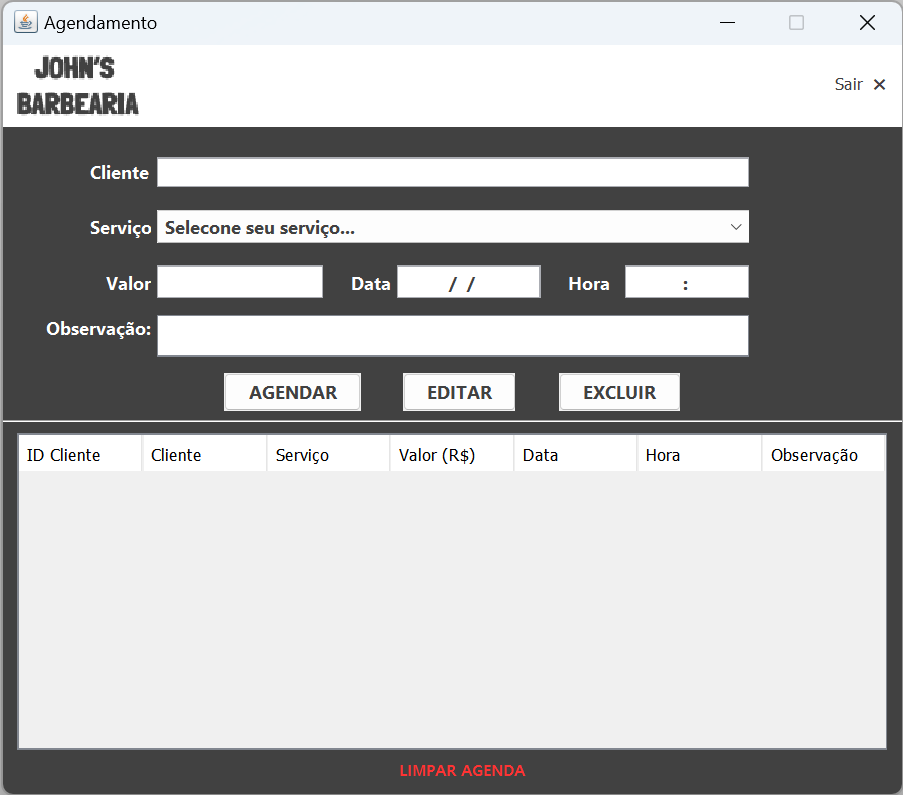 Agendamento
JOHN'S
BARBEARIA
Sair ×
Cliente
Serviço Selecone seu serviço...
Valor Data / / Hora :
Observação:
AGENDAR EDITAR EXCLUIR
ID Cliente Cliente Serviço Valor (R$) Data Hora Observação
LIMPAR AGENDA